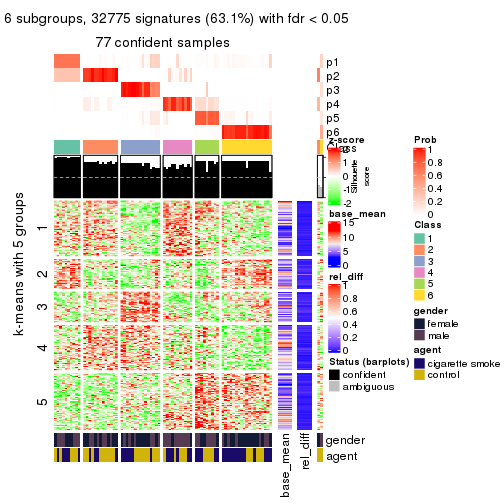 6 subgroups, 32775 signatures (63.1%) with fdr < 0.05
77 confident samples
p1
p2
p3
p4
p5
p6
Class
Silhouette
score
k-means with 5 groups
1
2
3
4
5
gender
agent
base_mean
rel_diff
z-score
2
1
0
-1
-2
base_mean
15
10
5
0
rel_diff
1
0.8
0.6
0.4
0.2
0
Status (barplots)
confident
ambiguous
Prob
1
0.8
0.6
0.4
0.2
0
Class
1
2
3
4
5
6
gender
female
male
agent
cigarette smoke
control